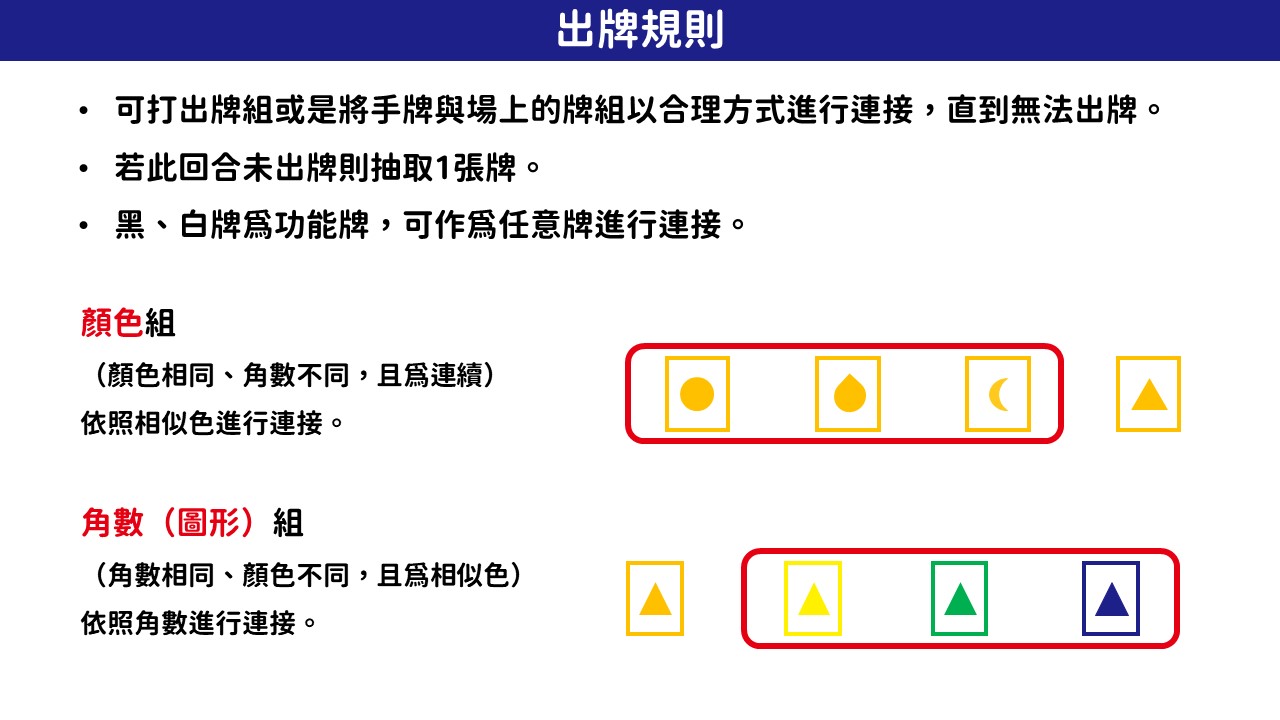 出牌規則
• 可打出牌組或是將手牌與場上的牌組以合理方式進行連接，直到無法出牌。
• 若此回合未出牌則抽取1張牌。
• 黑、白牌爲功能牌，可作爲任意牌進行連接。
顏色組
（顏色相同、角數不同，且爲連續）
依照相似色進行連接。
角數（圖形）組
（角數相同、顏色不同，且爲相似色）
依照角數進行連接。